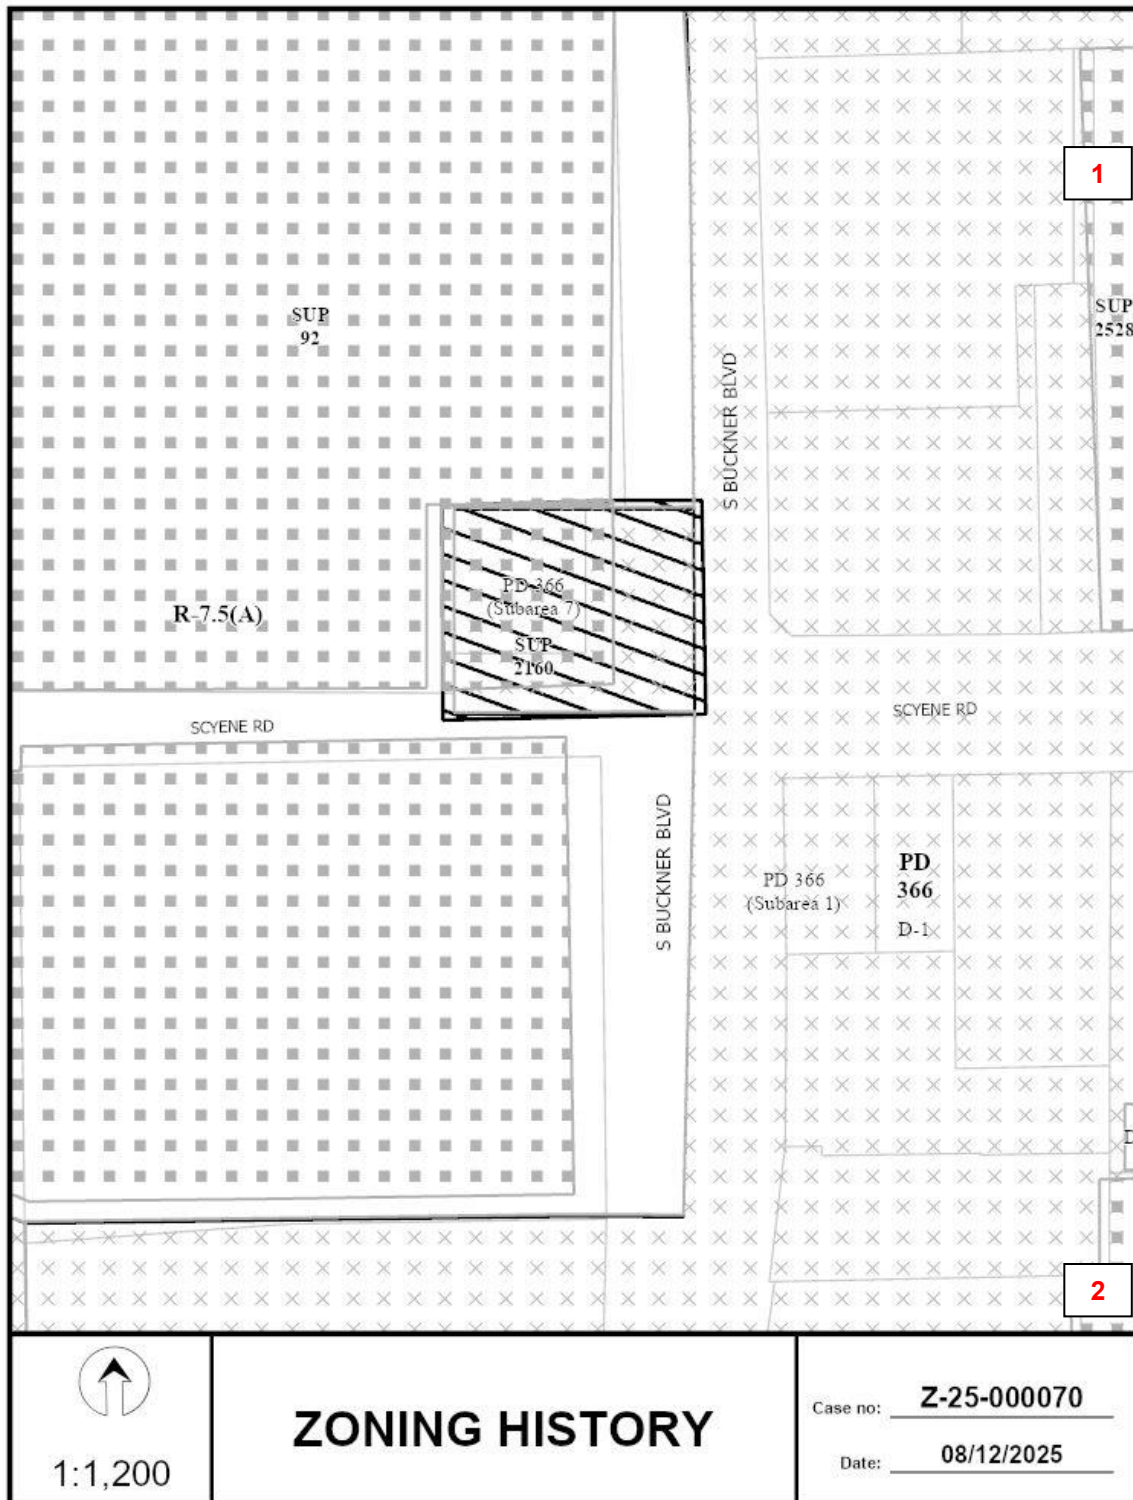 1
SUP
92
SUP
2528
S BUCKNER BLVD
PD 366
(Subarea 7)
SUP
2160
R-7.5(A)
SCYENE RD
SCYENE RD
S BUCKNER BLVD
PD 366
(Subarea 1)
PD
366
D-1
2
1:1,200
ZONING HISTORY
Case no: Z-25-000070
Date: 08/12/2025